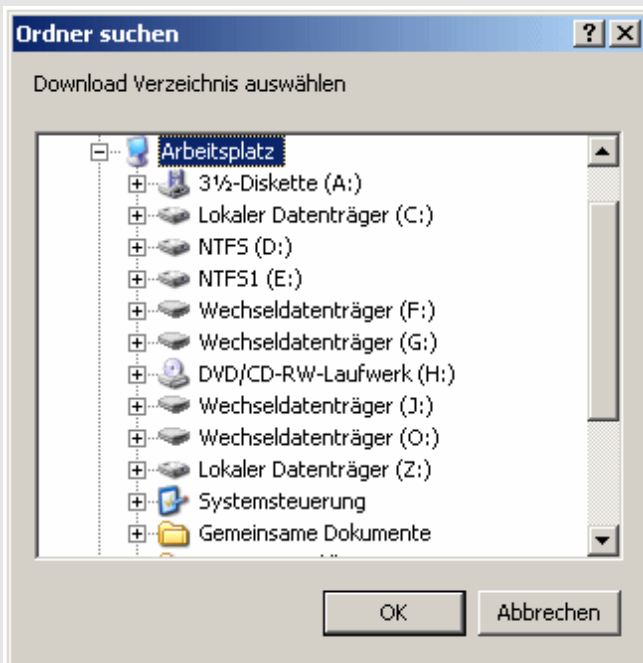 Ordner suchen
Download Verzeichnis auswählen
Arbeitsplatz
3½-Diskette (A:)
Lokaler Datenträger (C:)
NTFS (D:)
NTFS1 (E:)
Wechseldatenträger (F:)
Wechseldatenträger (G:)
DVD/CD-RW-Laufwerk (H:)
Wechseldatenträger (J:)
Wechseldatenträger (O:)
Lokaler Datenträger (Z:)
Systemsteuerung
Gemeinsame Dokumente
OK Abbrechen